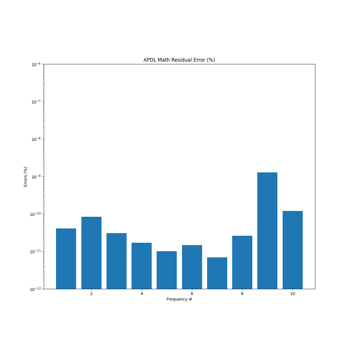 APDL Math Residual Error (%)
10⁻⁶
10⁻⁷
10⁻⁸
10⁻⁹
10⁻¹⁰
10⁻¹¹
10⁻¹²
Errors (%)
2 4 6 8 10
Frequency #